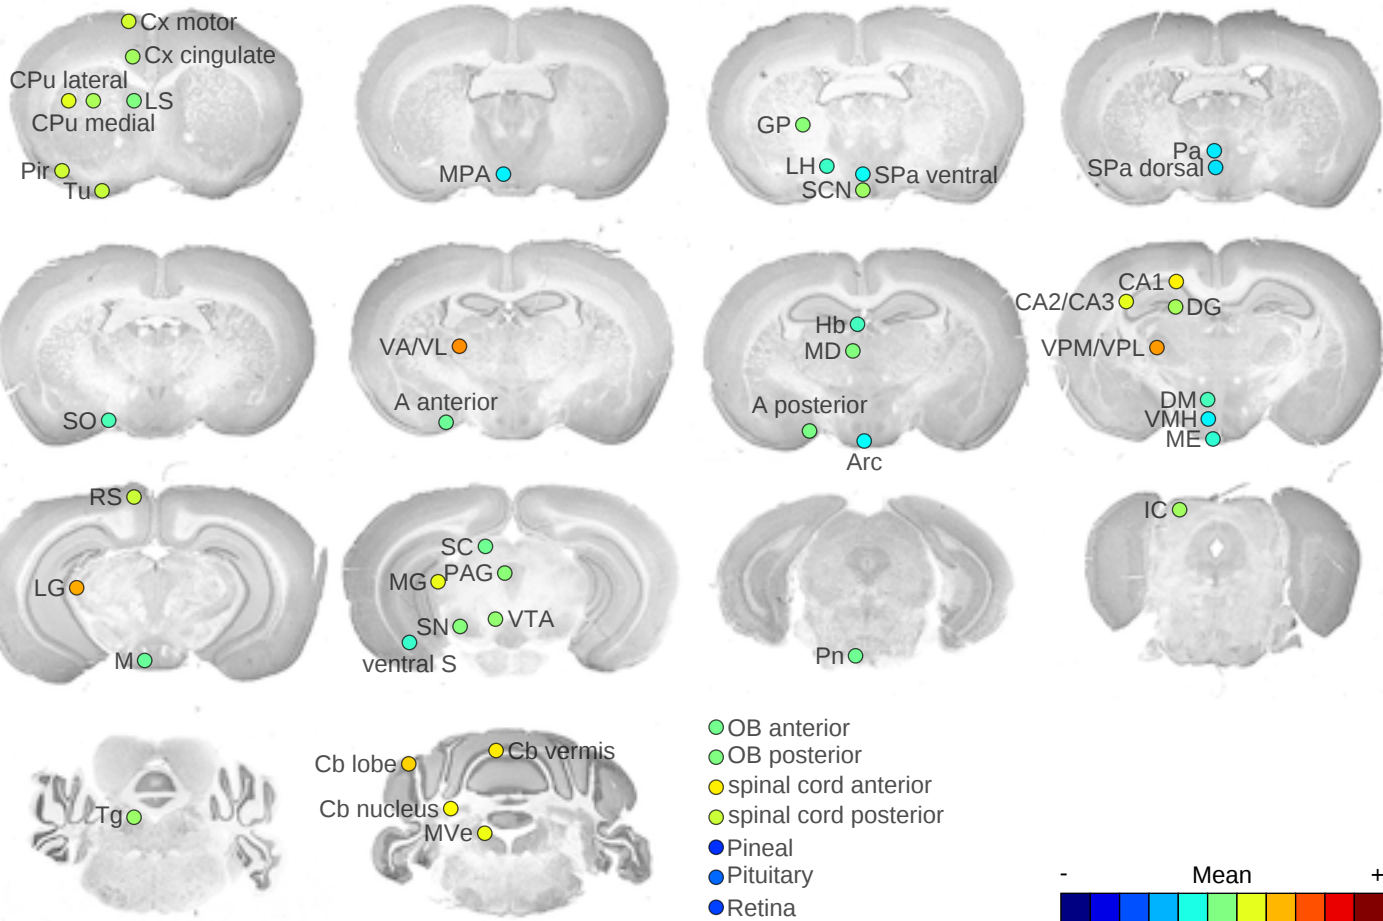 Cx motor
Cx cingulate
CPu lateral
LS
CPu medial
Pir
Tu
MPA
GP
LH
SPa ventral
SCN
Pa
SPa dorsal
SO
VA/VL
A anterior
Hb
MD
A posterior
Arc
CA1
CA2/CA3
DG
VPM/VPL
DM
VMH
ME
RS
LG
M
SC
PAG
MG
VTA
SN
ventral S
Pn
IC
Tg
Cb vermis
Cb lobe
Cb nucleus
MVe
OB anterior
OB posterior
spinal cord anterior
spinal cord posterior
Pineal
Pituitary
Retina
- Mean +